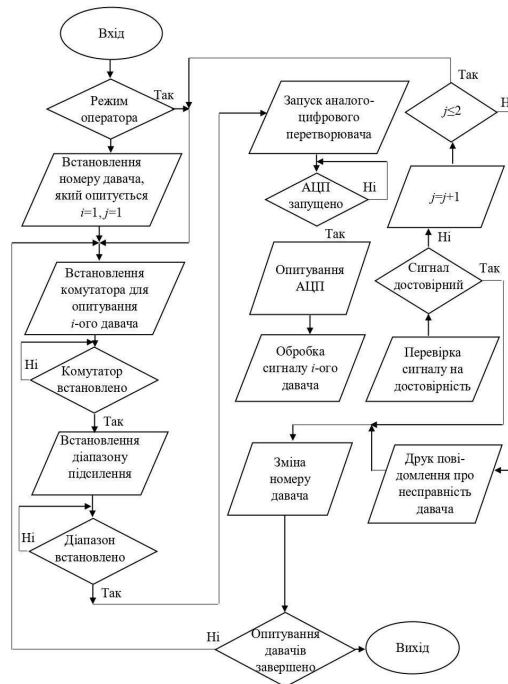 Вхід
Режим
оператора
Так
Встановлення
номеру давача,
який опитується
i=1, j=1
Встановлення
комутатора для
опитування
i-ого давача
Ні
Комутатор
встановлено
Так
Встановлення
діапазону
підсилення
Ні
Діапазон
встановлено
Так
Запуск аналого-
цифрового
перетворювача
АЦП
запущено
Ні
Так
Опитування
АЦП
Обробка
сигналу i-ого
давача
Перевірка
сигналу на
достовірність
Сигнал
достовірний
Так
Ні
j=j+1
j≤2
Так
Н
Друк пові-
домлення про
несправність
давача
Зміна
номеру
давача
Опитування
давачів
завершено
Ні
Вихід